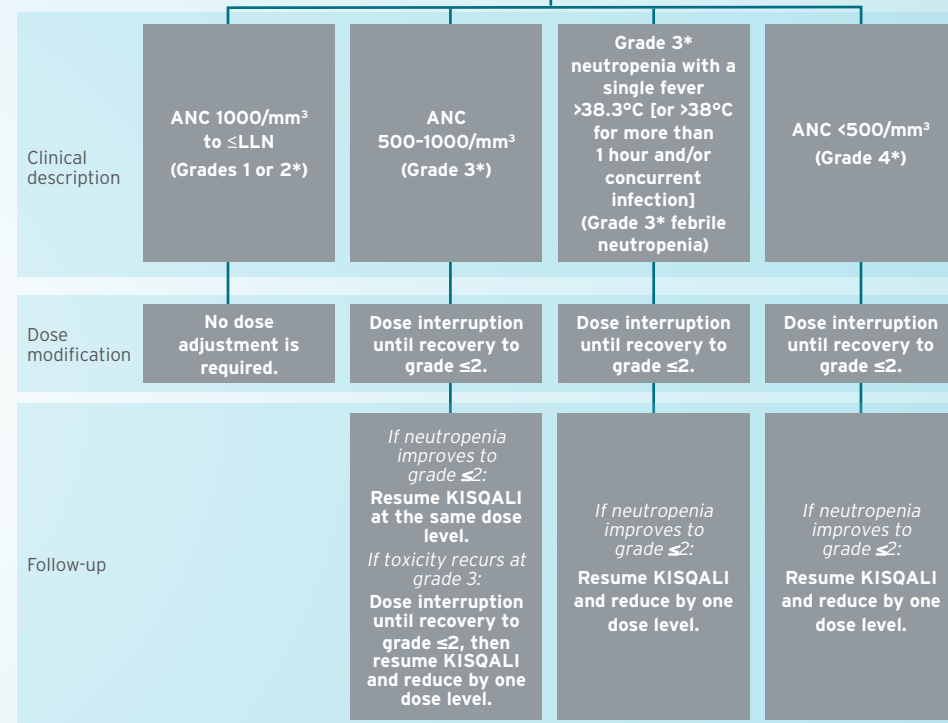 Clinical
description
ANC 1000/mm³
to ≤LLN
(Grades 1 or 2*)
ANC
500–1000/mm³
(Grade 3*)
Grade 3*
neutropenia with a
single fever
>38.3°C [or >38°C
for more than
1 hour and/or
concurrent
infection]
(Grade 3* febrile
neutropenia)
ANC <500/mm³
(Grade 4*)
Dose
modification
No dose
adjustment is
required.
Dose interruption
until recovery to
grade ≤2.
Dose interruption
until recovery to
grade ≤2.
Dose interruption
until recovery to
grade ≤2.
Follow-up
If neutropenia
improves to
grade ≤2:
Resume KISQALI
at the same dose
level.
If toxicity recurs at
grade 3:
Dose interruption
until recovery to
grade ≤2, then
resume KISQALI
and reduce by one
dose level.
If neutropenia
improves to
grade ≤2:
Resume KISQALI
and reduce by one
dose level.
If neutropenia
improves to
grade ≤2:
Resume KISQALI
and reduce by one
dose level.